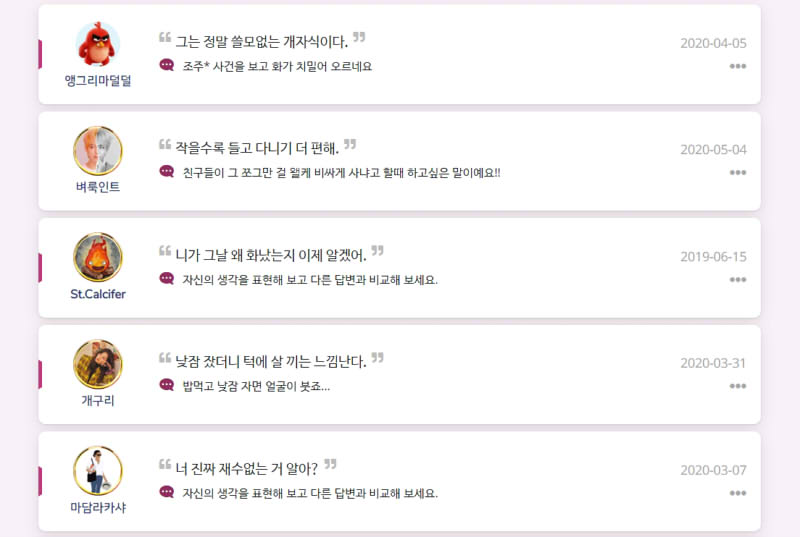 ❝ 그는 정말 쓸모없는 개자식이다. ❞
2020-04-05
조주* 사건을 보고 화가 치밀어 오르네요
앵그리마덜덜
❝ 작을수록 들고 다니기 더 편해. ❞
2020-05-04
친구들이 그 쪼그만 걸 웰케 비싸게 사냐고 할때 하고싶은 말이예요!!
벼룩인트
❝ 니가 그날 왜 화났는지 이제 알겠어. ❞
2019-06-15
자신의 생각을 표현해 보고 다른 답변과 비교해 보세요.
St.Calcifer
❝ 낮잠 잤더니 턱에 살 끼는 느낌난다. ❞
2020-03-31
밥먹고 낮잠 자면 얼굴이 붓죠...
개구리
❝ 너 진짜 재수없는 거 알아? ❞
2020-03-07
자신의 생각을 표현해 보고 다른 답변과 비교해 보세요.
마담라카샤